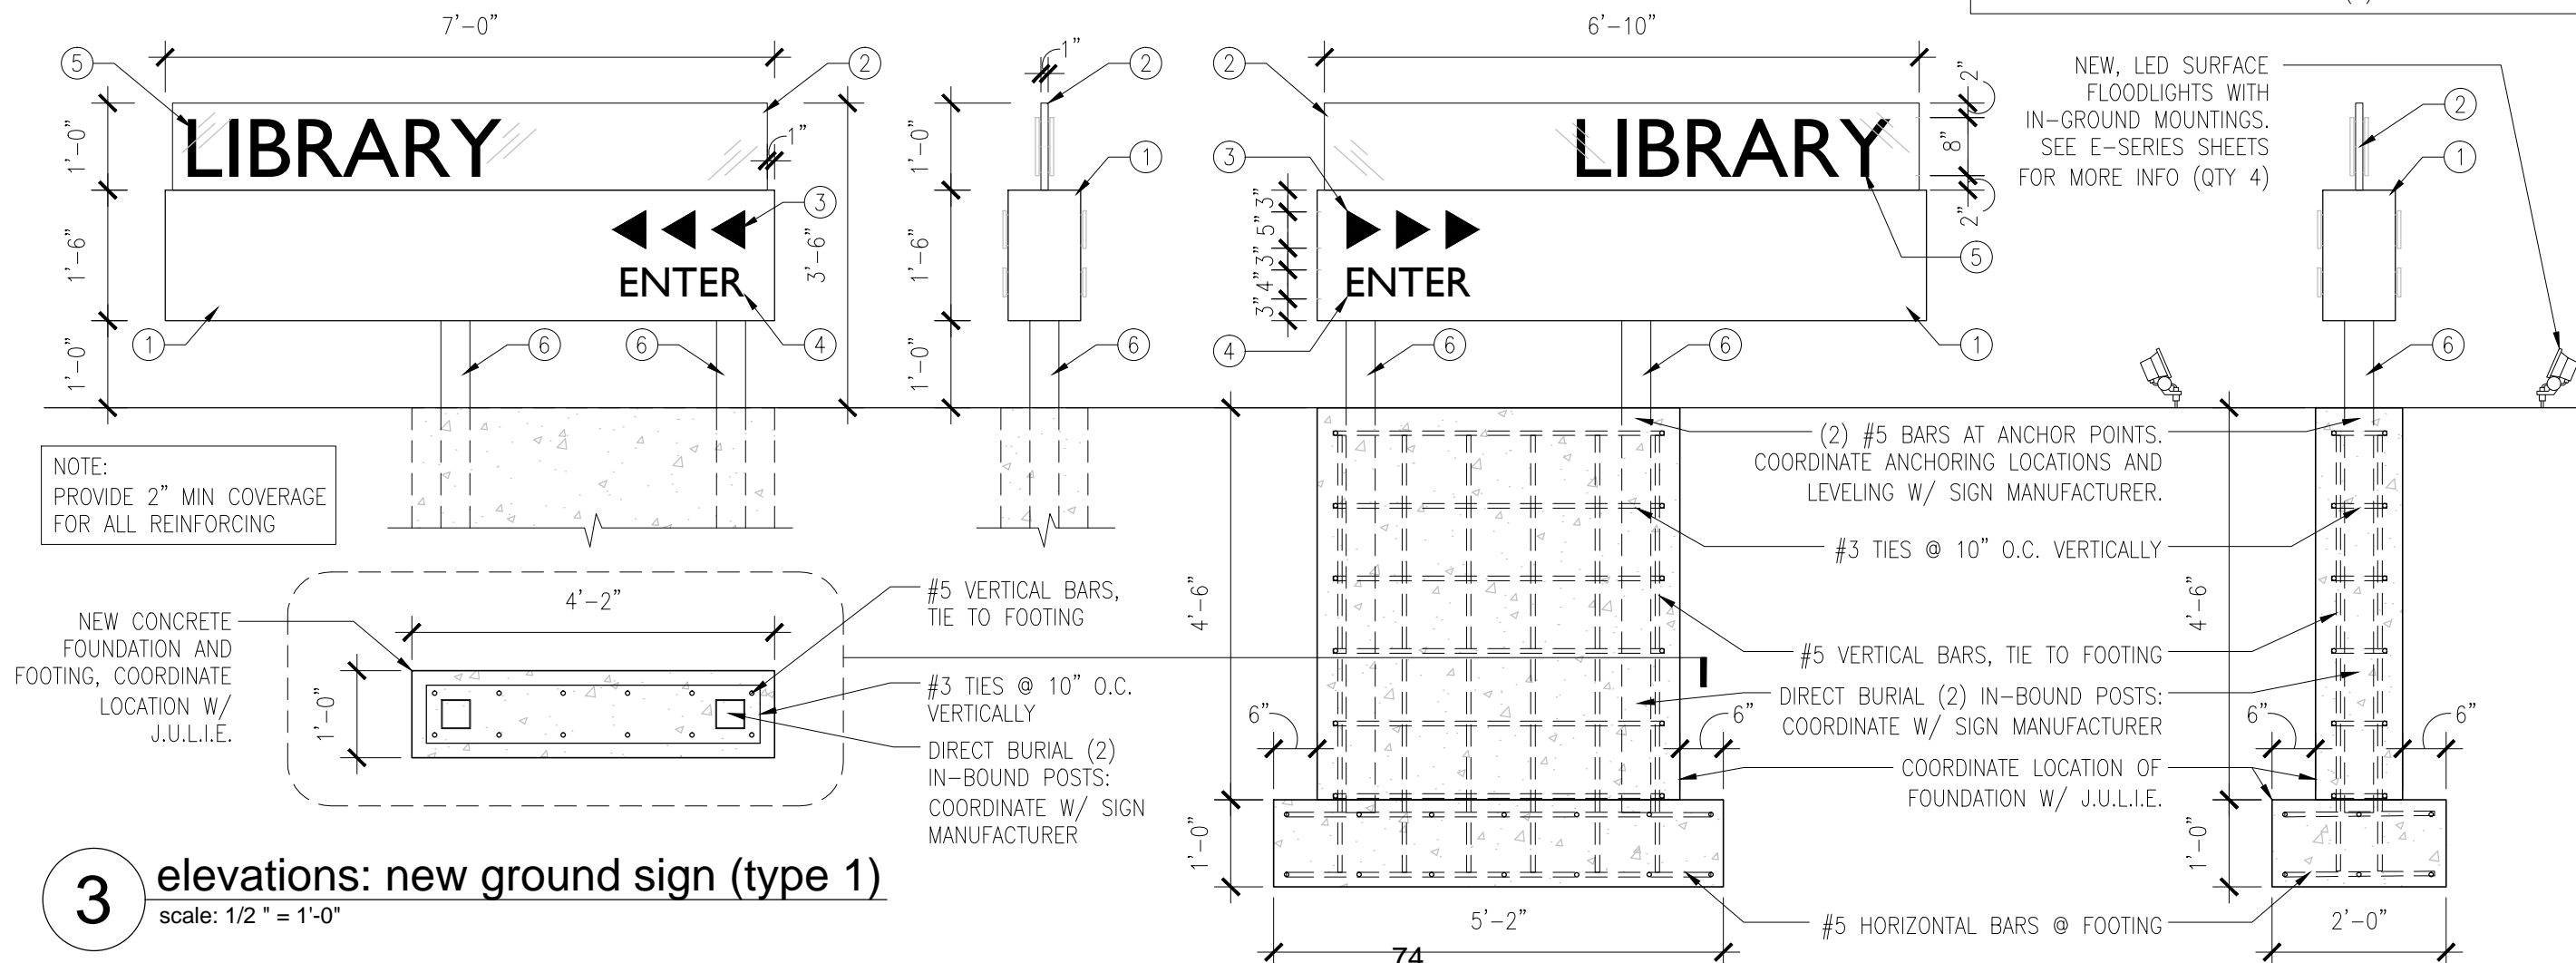 7'-0"
6'-10"
1"
5
2
2
2
2"
NEW, LED SURFACE
FLOODLIGHTS WITH
IN-GROUND MOUNTINGS.
SEE E-SERIES SHEETS
FOR MORE INFO (QTY 4)
2
1'-0"
LIBRARY
1"
1'-0"
1
3
LIBRARY
8"
1
3
2"
5
1'-6"
ENTER
3'-6"
1'-6"
3"
5"
3"
4"
3"
ENTER
1
6
6
4
6
4
6
6
1
6
1'-0"
1'-0"
NOTE:
PROVIDE 2" MIN COVERAGE
FOR ALL REINFORCING
(2) #5 BARS AT ANCHOR POINTS.
COORDINATE ANCHORING LOCATIONS AND
LEVELING W/ SIGN MANUFACTURER.
#3 TIES @ 10" O.C. VERTICALLY
4'-6"
4'-6"
#5 VERTICAL BARS, TIE TO FOOTING
DIRECT BURIAL (2) IN-BOUND POSTS:
COORDINATE W/ SIGN MANUFACTURER
6"
6"
6"
6"
COORDINATE LOCATION OF
FOUNDATION W/ J.U.L.I.E.
1'-0"
1'-0"
#5 HORIZONTAL BARS @ FOOTING
5'-2"
2'-0"
NEW CONCRETE
FOUNDATION AND
FOOTING, COORDINATE
LOCATION W/
J.U.L.I.E.
4'-2"
1'-0"
#5 VERTICAL BARS,
TIE TO FOOTING
#3 TIES @ 10" O.C.
VERTICALLY
DIRECT BURIAL (2)
IN-BOUND POSTS:
COORDINATE W/ SIGN
MANUFACTURER
3
elevations: new ground sign (type 1)
scale: 1/2 " = 1'-0"
74